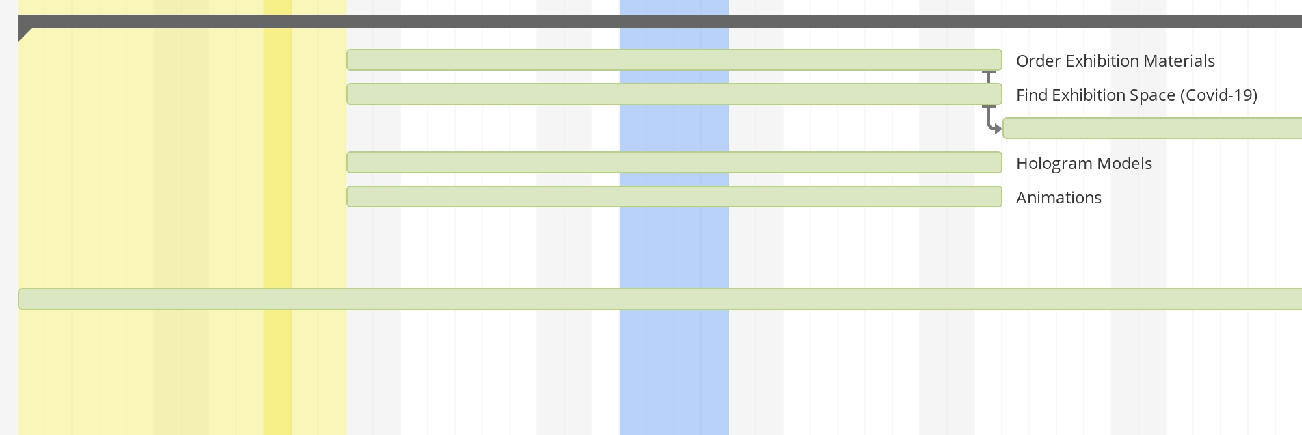 Order Exhibition Materials
Find Exhibition Space (Covid-19)
Hologram Models
Animations